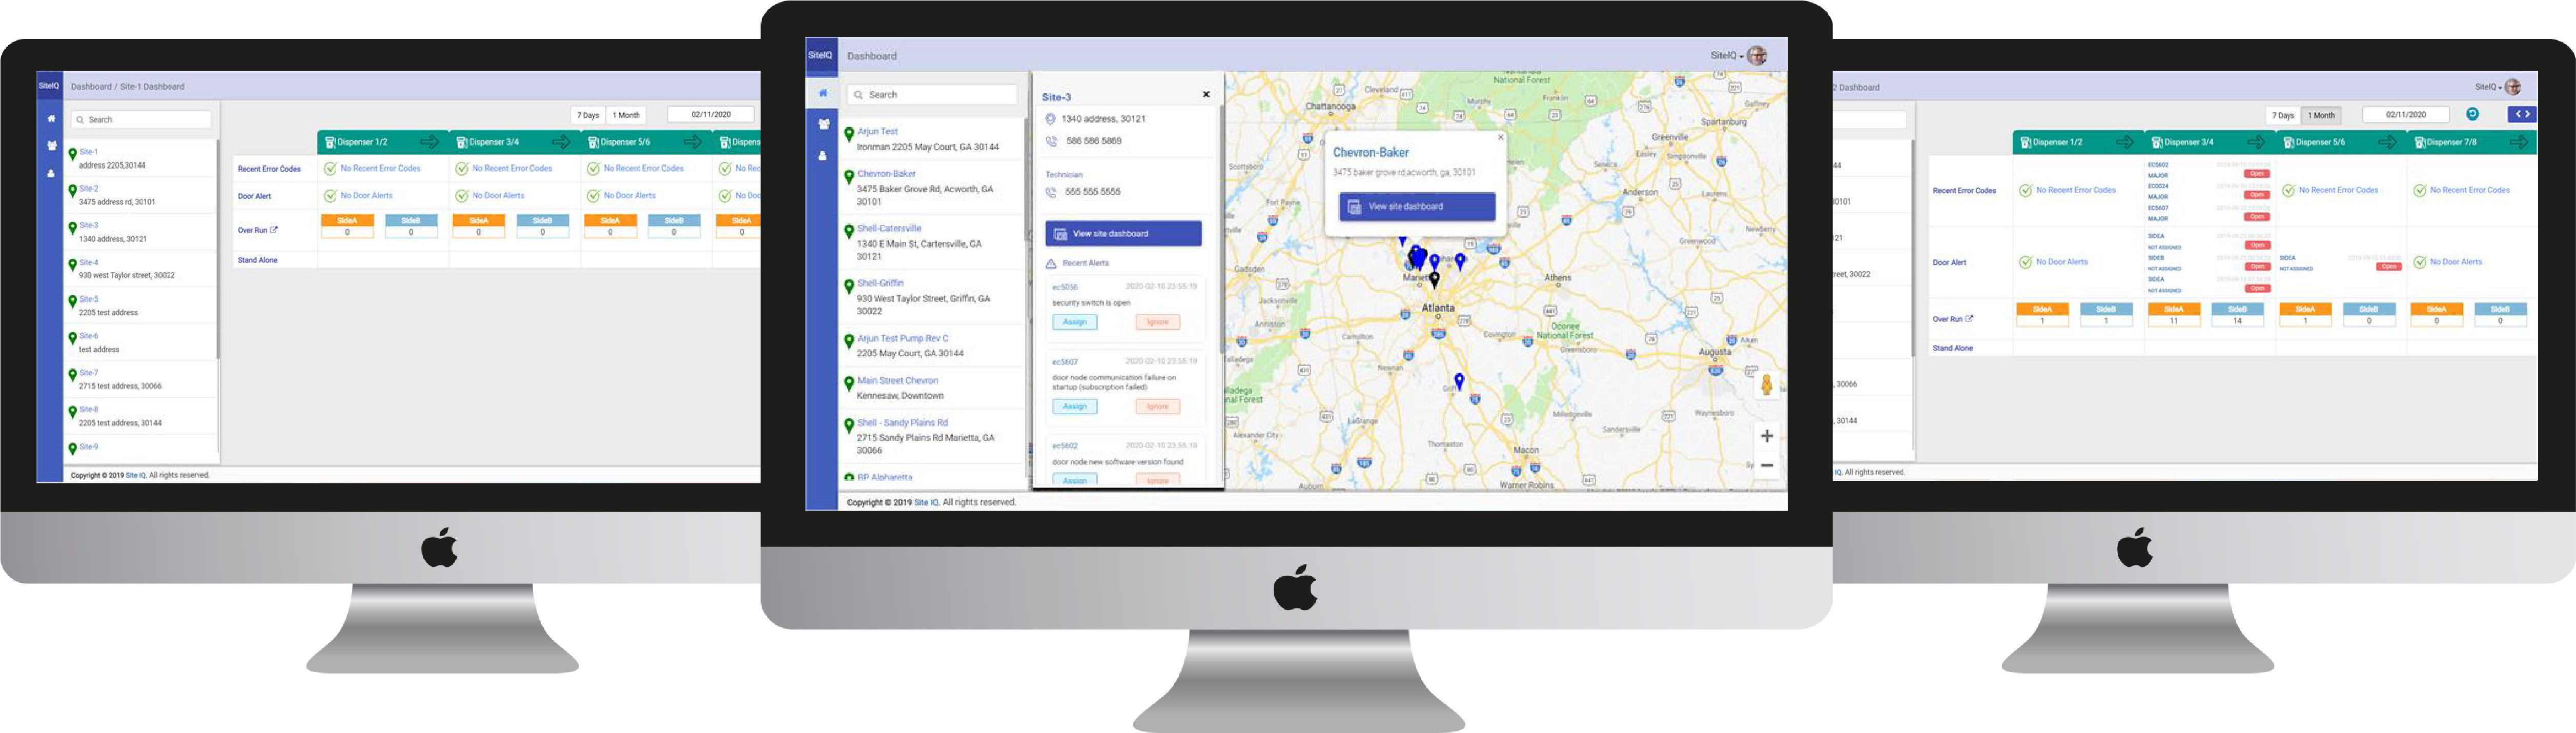 SiteIQ
Dashboard / Site-1 Dashboard
Search
Site-1
address 2205,30144
Site-2
3475 address rd, 30101
Site-3
1340 address, 30121
Site-4
930 west Taylor street, 30022
Site-5
2205 test address
Site-6
test address
Site-7
2715 test address, 30066
Site-8
2205 test address, 30144
Site-9
7 Days 1 Month 02/11/2020
Dispenser 1/2 Dispenser 3/4 Dispenser 5/6 Dispens
Recent Error Codes No Recent Error Codes No Recent Error Codes No Recent Error Codes No Rec
Door Alert No Door Alerts No Door Alerts No Door Alerts No Doo
SideA SideB SideA SideB SideA SideB SideA
Over Run 0 0 0 0 0 0 0
Stand Alone
Copyright © 2019 Site IQ. All rights reserved.
SiteIQ Dashboard SiteIQ
Search
Arjun Test
Ironman 2205 May Court, GA 30144
Chevron-Baker
3475 Baker Grove Rd, Acworth, GA
30101
Shell-Catersville
1340 E Main St, Cartersville, GA
30121
Shell-Griffin
930 West Taylor Street, Griffin, GA
30022
Arjun Test Pump Rev C
2205 May Court, GA 30144
Main Street Chevron
Kennesaw, Downtown
Shell - Sandy Plains Rd
2715 Sandy Plains Rd Marietta, GA
30066
BP Alpharetta
Site-3
1340 address, 30121
586 586 5869
Technician
555 555 5555
View site dashboard
Recent Alerts
ec5056 2020-02-10 23:55:19
security switch is open
Assign Ignore
ec5607 2020-02-10 23:55:19
door node communication failure on
startup (subscription failed)
Assign Ignore
ec5602 2020-02-10 23:55:19
door node new software version found
Assign Ignore
Chevron-Baker
3475 baker grove rd,acworth, ga, 30101
View site dashboard
National Forest
Chattanooga
Cleveland
Murphy
Franklin
Gaffney
Spartanburg
Greenville
Easley
Simpsonville
Scottsboro
Seneca
Anderson
Laurens
Fort Payne
Greenwood
Newberry
Gadsden
Athens
Jacksonville
Atlanta
Anniston
Carrollton
Covington
Oconee
National Forest
Greensboro
Augusta
Aiken
Newnan
Talladega
LaGrange
Milledgeville
Waynesboro
Alexander City
Sandersville
Thomaston
Macon
Auburn
Warner Robins
Copyright © 2019 Site IQ. All rights reserved.
2 Dashboard SiteIQ
7 Days 1 Month 02/11/2020
Dispenser 1/2 Dispenser 3/4 Dispenser 5/6 Dispenser 7/8
44
30101
21
reet, 30022
, 30066
, 30144
Recent Error Codes No Recent Error Codes
EC5602
MAJOR Open
EC0024
MAJOR Open
EC5607
MAJOR Open
No Recent Error Codes No Recent Error Codes
Door Alert No Door Alerts
SIDEA
NOT ASSIGNED Open
SIDEB
NOT ASSIGNED Open
SIDEA
NOT ASSIGNED Open
SIDEA
NOT ASSIGNED Open
No Door Alerts
SideA SideB SideA SideB SideA SideB SideA SideB
Over Run 1 1 11 14 1 0 0 0
Stand Alone
IQ. All rights reserved.